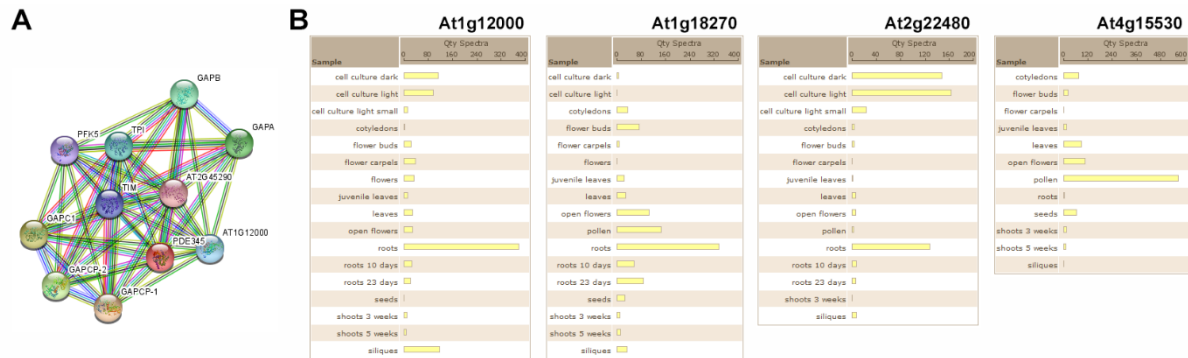 A
GAPB
PFK5
TPI
GAPA
AT2G45290
TIM
GAPC1
PDE345
AT1G12000
GAPCP-2
GAPCP-1
B
At1g12000
Qty Spectra
Sample
0 80 160 240 320 400
cell culture dark
cell culture light
cell culture light small
cotyledons
flower buds
flower carpels
flowers
juvenile leaves
leaves
open flowers
roots
roots 10 days
roots 23 days
seeds
shoots 3 weeks
shoots 5 weeks
siliques
At1g18270
Qty Spectra
Sample
0 80 160 240 320 400
cell culture dark
cell culture light
cotyledons
flower buds
flower carpels
flowers
juvenile leaves
leaves
open flowers
pollen
roots
roots 10 days
roots 23 days
seeds
shoots 3 weeks
shoots 5 weeks
siliques
At2g22480
Qty Spectra
Sample
0 40 80 120 160 200
cell culture dark
cell culture light
cell culture light small
cotyledons
flower buds
flower carpels
juvenile leaves
leaves
open flowers
pollen
roots
roots 10 days
roots 23 days
shoots 3 weeks
siliques
At4g15530
Qty Spectra
Sample
0 120 240 360 480 600
cotyledons
flower buds
flower carpels
juvenile leaves
leaves
open flowers
pollen
roots
seeds
shoots 3 weeks
shoots 5 weeks
siliques